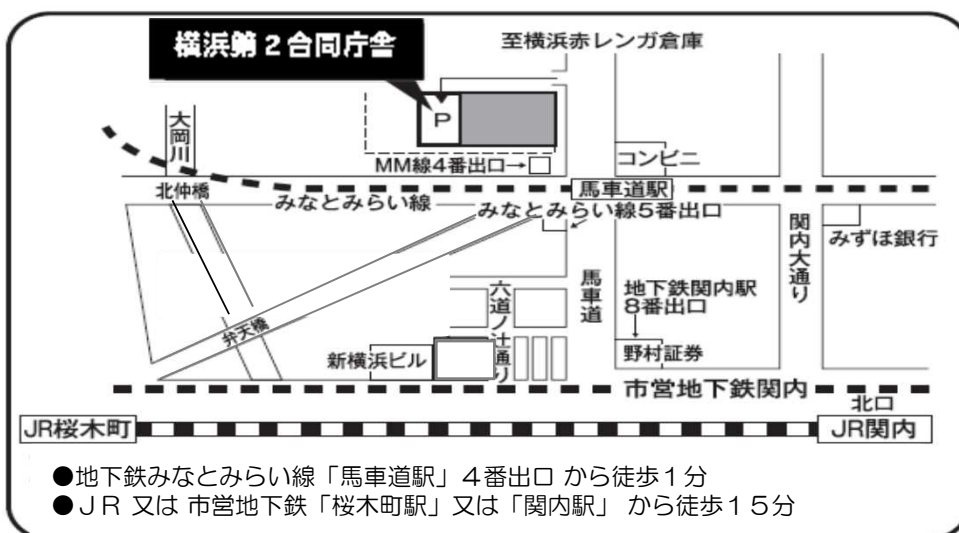 横浜第２合同庁舎
至横浜赤レンガ倉庫
P
大岡川
MM線4番出口→
コンビニ
馬車道駅
北仲橋
みなとみらい線
みなとみらい線5番出口
関内大通り
みずほ銀行
馬車道
六道ノ辻通り
地下鉄関内駅
8番出口
弁天橋
新横浜ビル
野村証券
市営地下鉄関内
北口
JR桜木町
JR関内
●地下鉄みなとみらい線「馬車道駅」４番出口 から徒歩１分
●ＪＲ 又は 市営地下鉄「桜木町駅」又は「関内駅」 から徒歩１５分